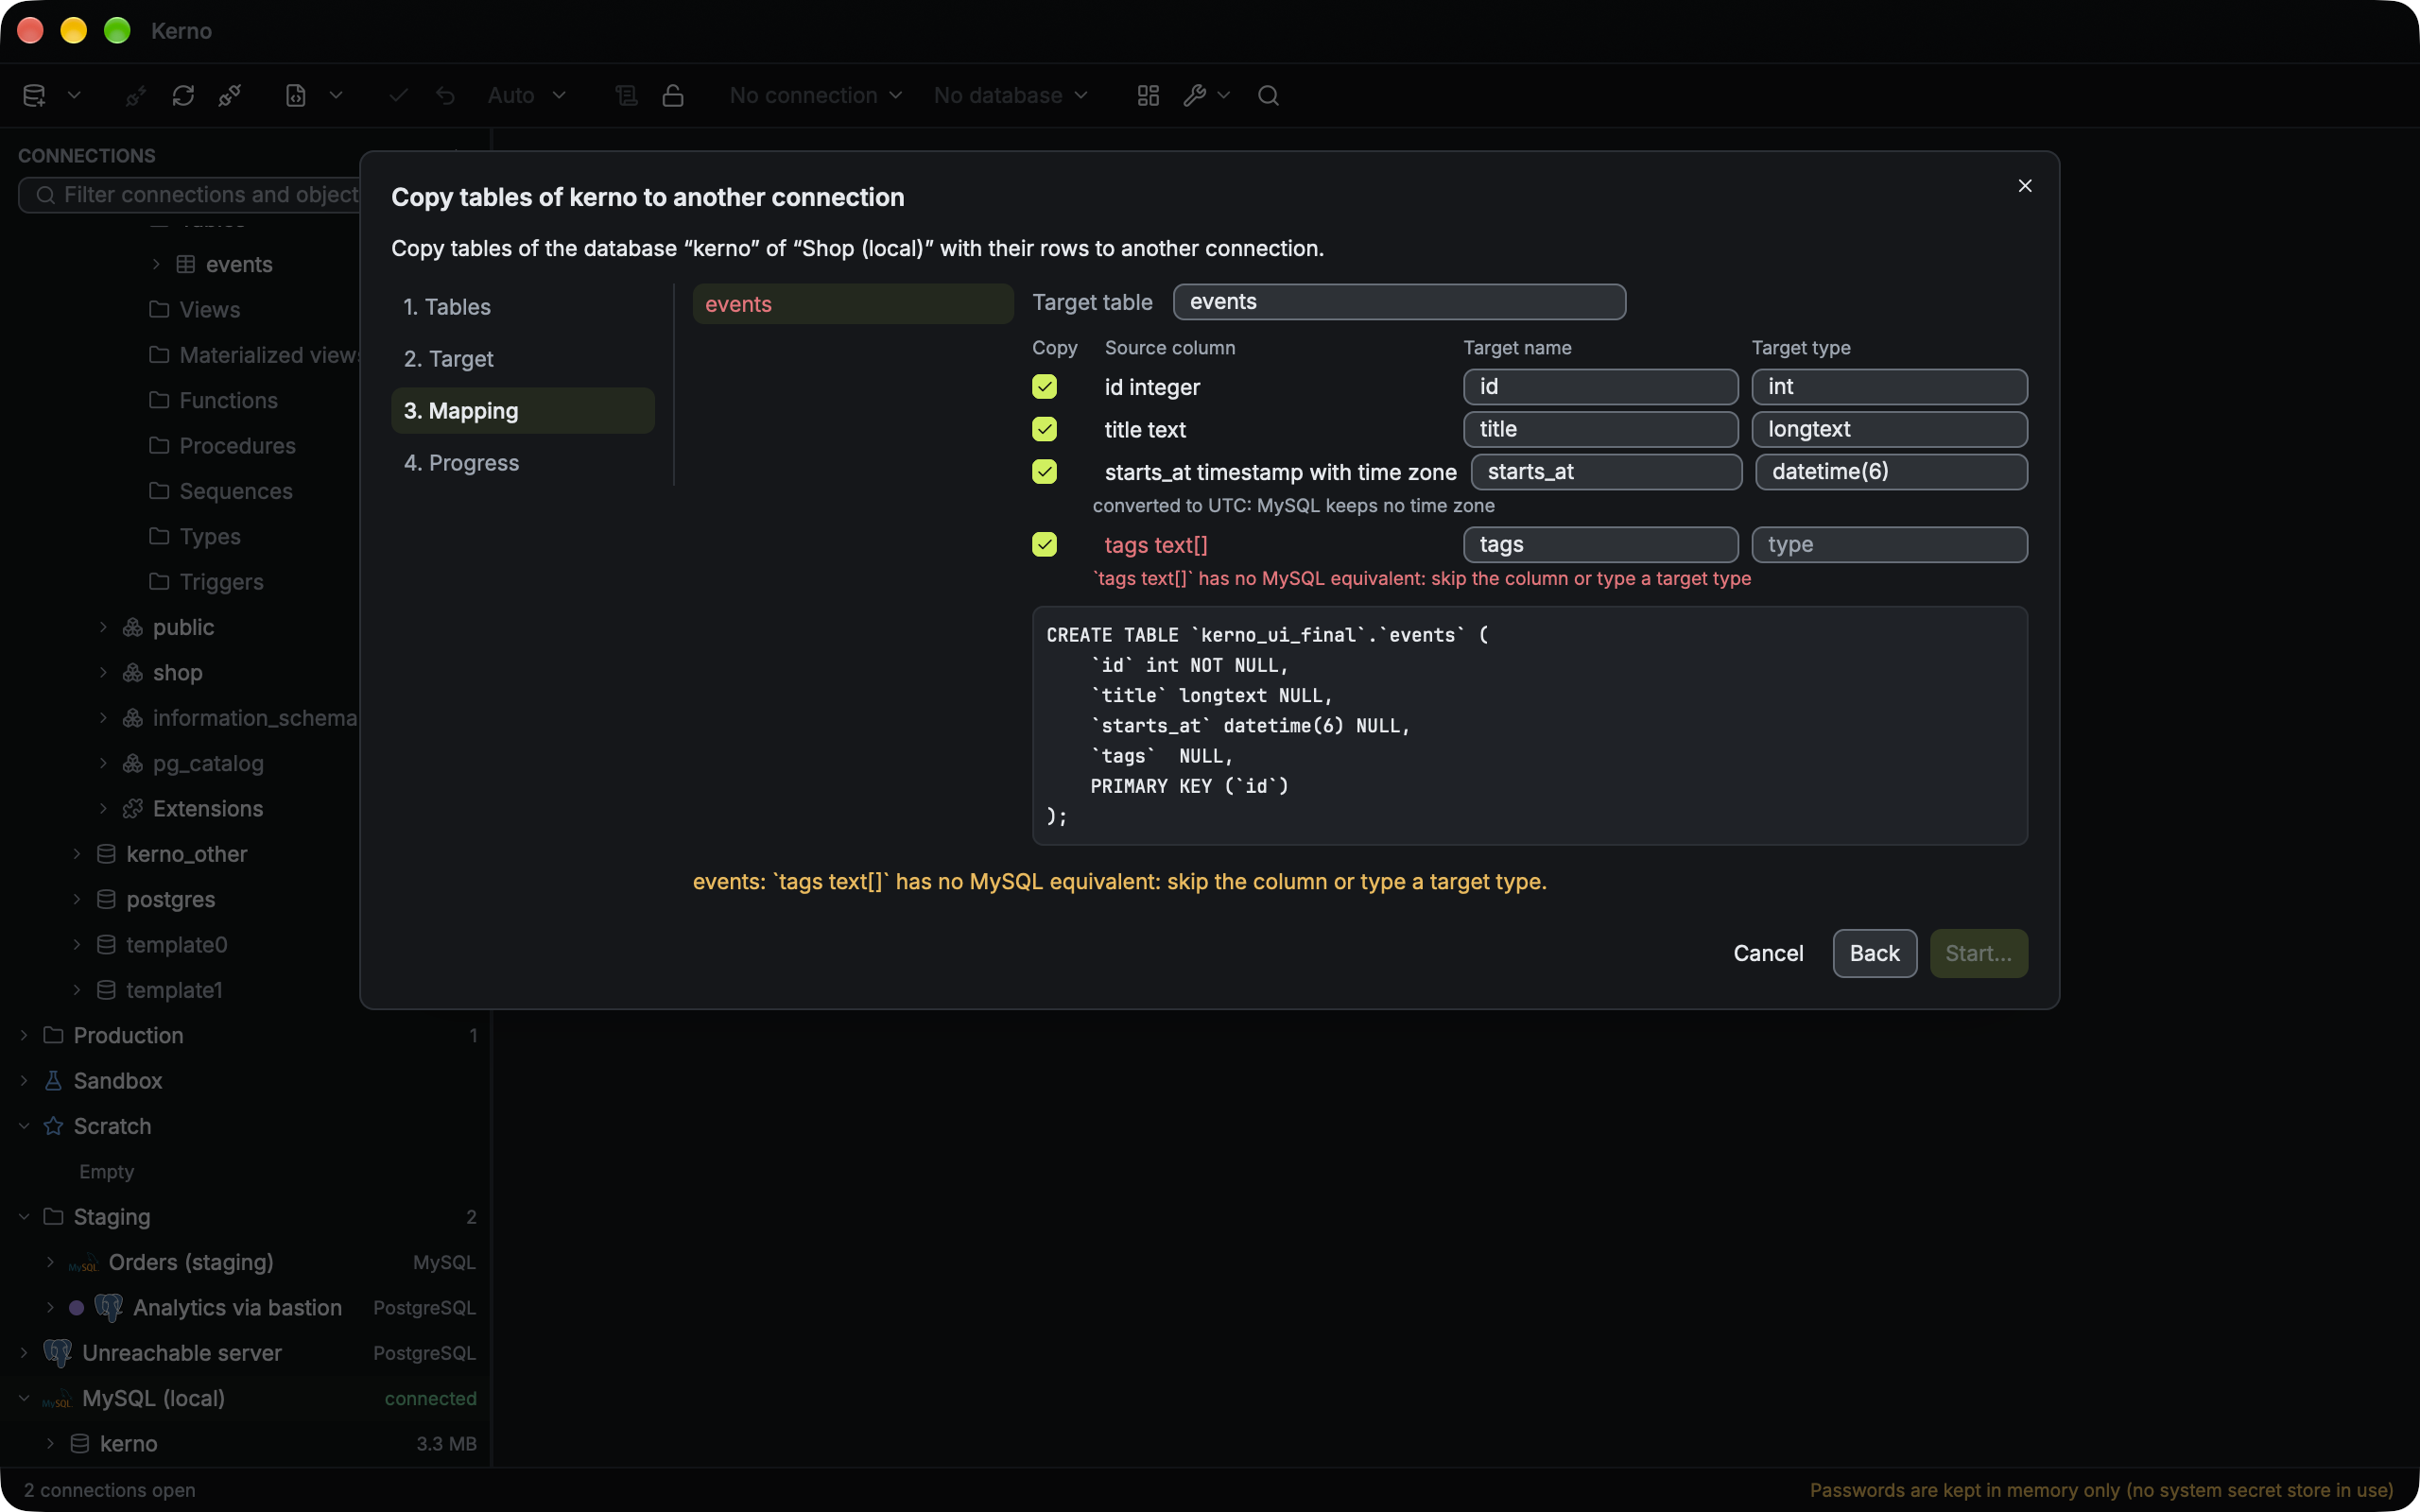 Kerno
Auto
No connection
No database
CONNECTIONS
Filter connections and object
events
Views
Materialized views
Functions
Procedures
Sequences
Types
Triggers
public
shop
information_schema
pg_catalog
Extensions
kerno_other
postgres
template0
template1
Production 1
Sandbox
Scratch
Empty
Staging 2
Orders (staging) MySQL
Analytics via bastion PostgreSQL
Unreachable server PostgreSQL
MySQL (local) connected
kerno 3.3 MB
Copy tables of kerno to another connection
Copy tables of the database “kerno” of “Shop (local)” with their rows to another connection.
1. Tables
2. Target
3. Mapping
4. Progress
events
Target table events
Copy Source column Target name Target type
id integer id int
title text title longtext
starts_at timestamp with time zone starts_at datetime(6)
converted to UTC: MySQL keeps no time zone
tags text[] tags type
`tags text[]` has no MySQL equivalent: skip the column or type a target type
CREATE TABLE `kerno_ui_final`.`events` (
`id` int NOT NULL,
`title` longtext NULL,
`starts_at` datetime(6) NULL,
`tags`  NULL,
PRIMARY KEY (`id`)
);
events: `tags text[]` has no MySQL equivalent: skip the column or type a target type.
Cancel Back Start...
2 connections open
Passwords are kept in memory only (no system secret store in use)